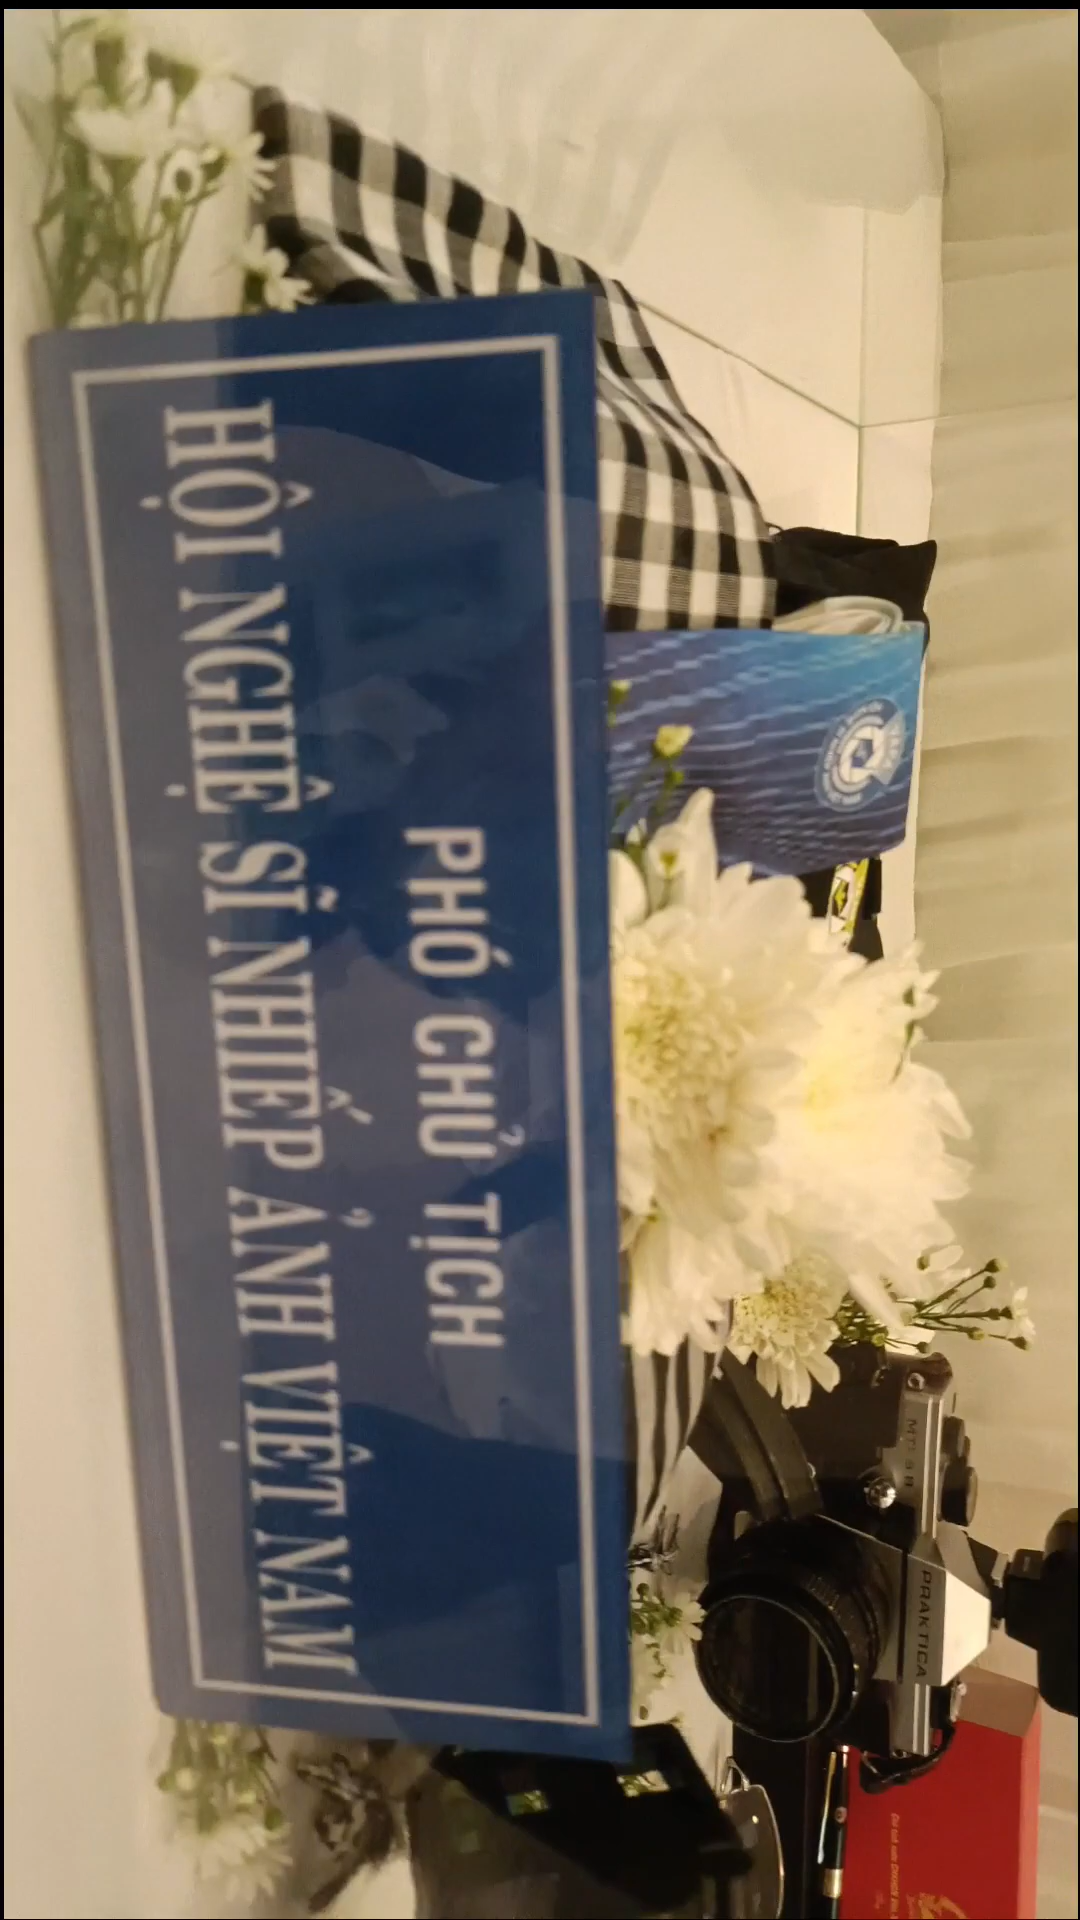 PHÓ CHỦ TỊCH
HỘI NGHỆ SĨ NHIẾP ẢNH VIỆT NAM
PRAKTICA